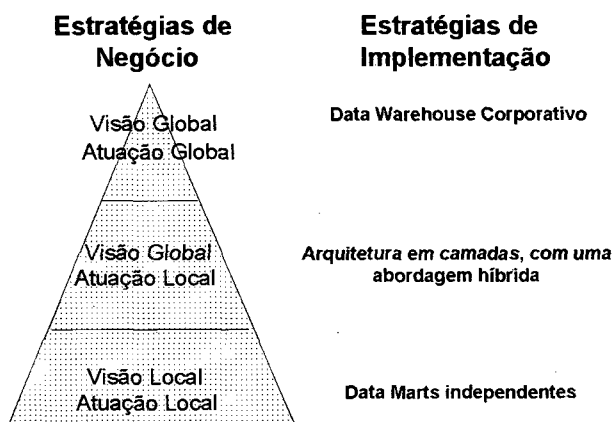 Estratégias de
Negócio
Estratégias de
Implementação
Visão Global
Atuação Global
Data Warehouse Corporativo
Visão Global
Atuação Local
Arquitetura em camadas, com uma
abordagem híbrida
Visão Local
Atuação Local
Data Marts independentes